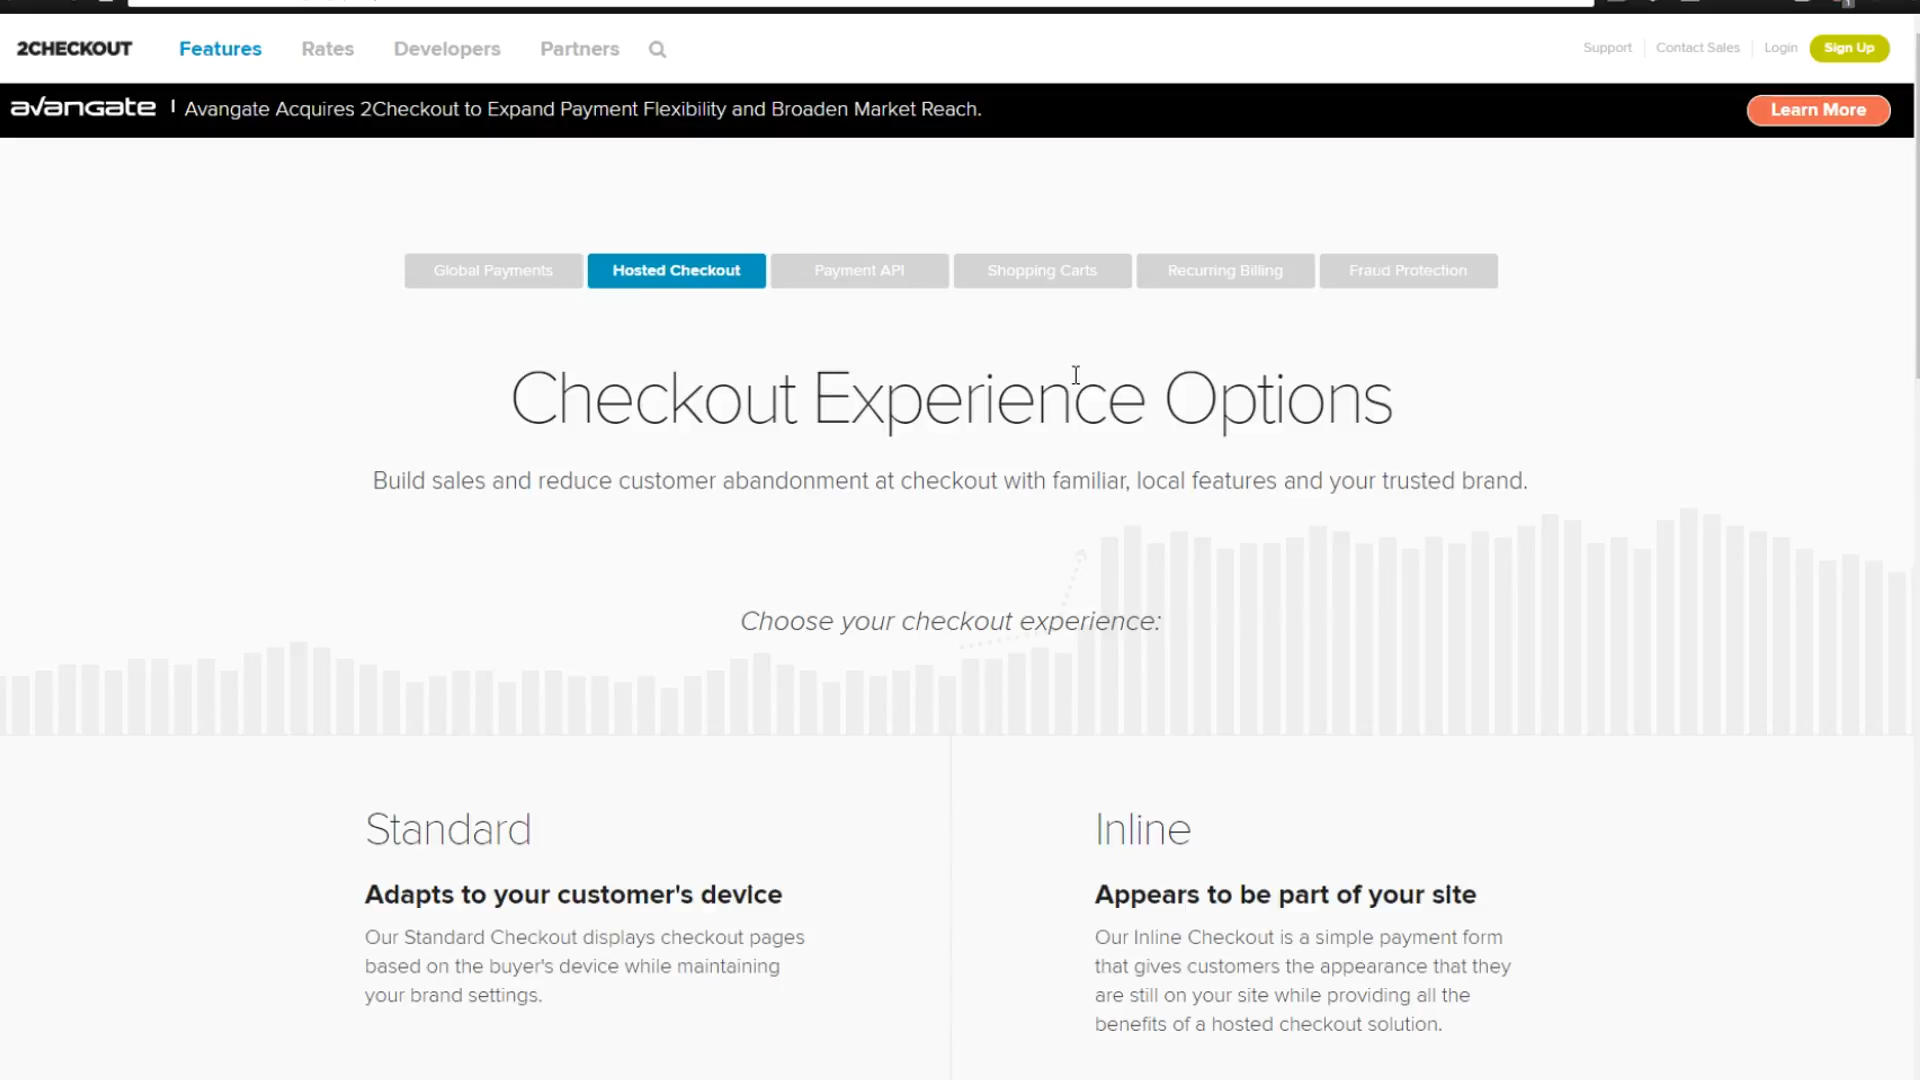 2CHECKOUT Features Rates Developers Partners Support Contact Sales Login Sign Up
avangate | Avangate Acquires 2Checkout to Expand Payment Flexibility and Broaden Market Reach. Learn More
Global Payments Hosted Checkout Payment API Shopping Carts Recurring Billing Fraud Protection
Checkout Experience Options
Build sales and reduce customer abandonment at checkout with familiar, local features and your trusted brand.
Choose your checkout experience:
Standard
Adapts to your customer's device
Our Standard Checkout displays checkout pages
based on the buyer's device while maintaining
your brand settings.
Inline
Appears to be part of your site
Our Inline Checkout is a simple payment form
that gives customers the appearance that they
are still on your site while providing all the
benefits of a hosted checkout solution.